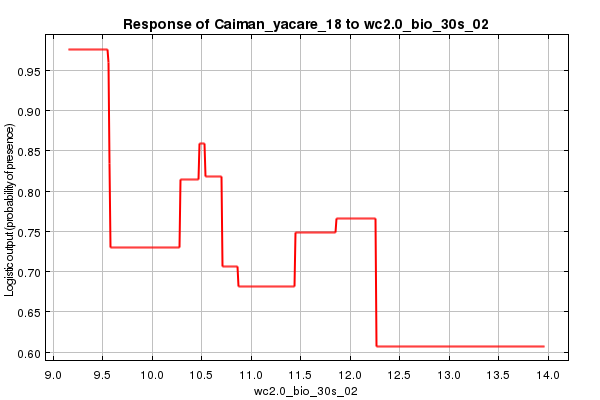 Response of Caiman_yacare_18 to wc2.0_bio_30s_02
Logistic output (probability of presence)
0.95
0.90
0.85
0.80
0.75
0.70
0.65
0.60
9.0 9.5 10.0 10.5 11.0 11.5 12.0 12.5 13.0 13.5 14.0
wc2.0_bio_30s_02